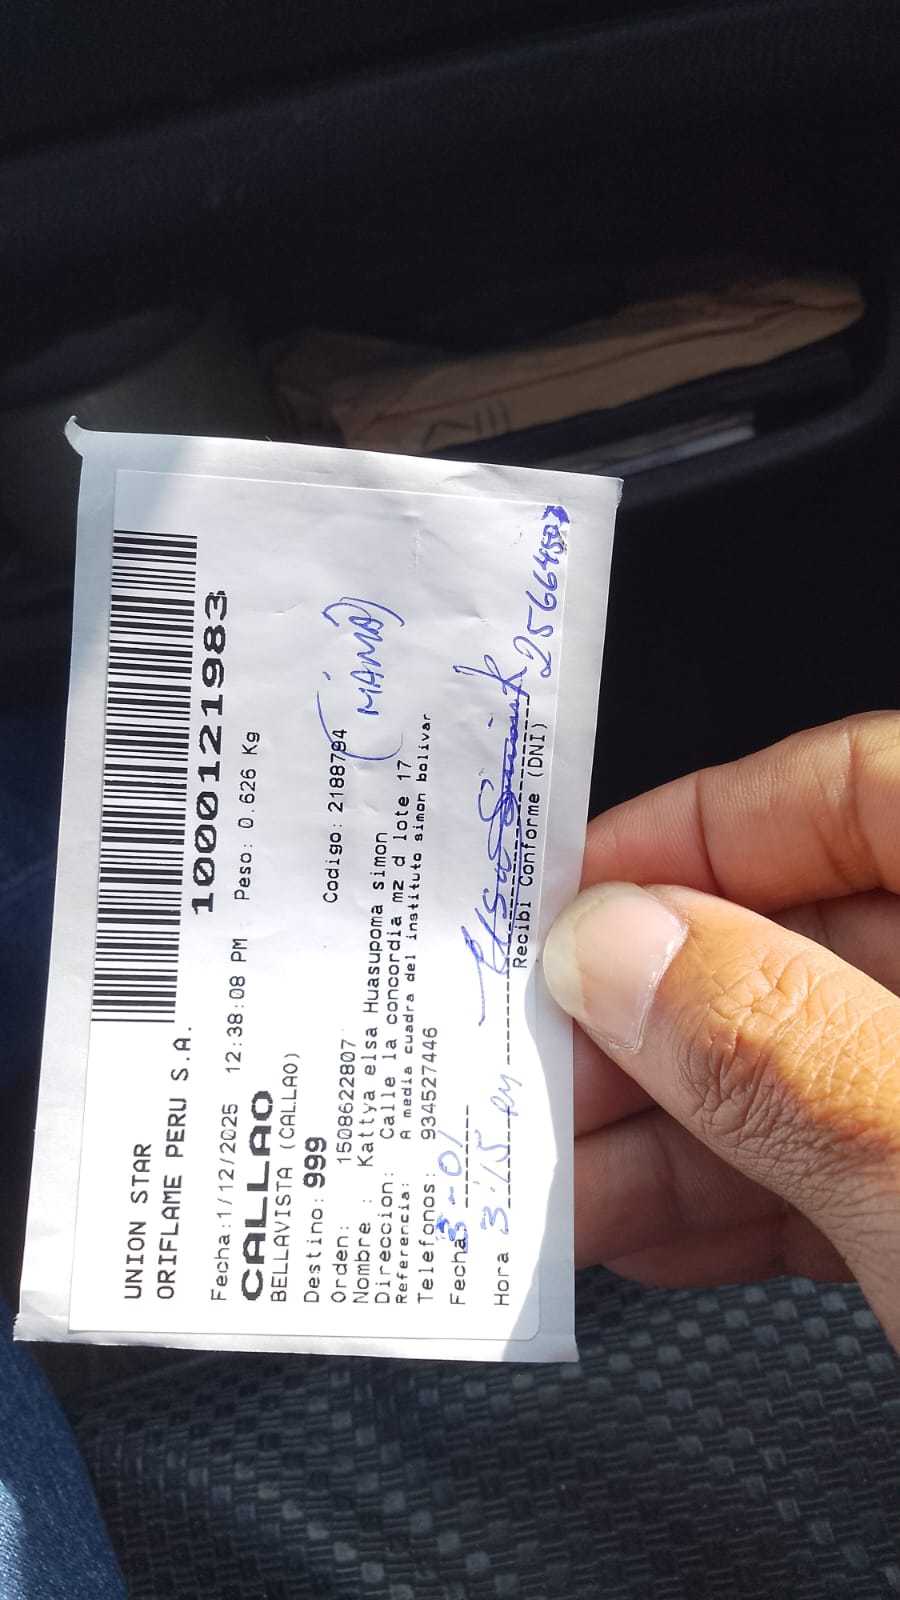 UNION STAR
ORIFLAME PERU S.A.
1000121983
Fecha:1/12/2025 12:38:08 PM Peso: 0.626 Kg
CALLAO
BELLAVISTA (CALLAO)
Destino: 999
Orden: 1508622807 Codigo: 2188794
(MAMÁ)
Nombre : Kattya elsa Huasupoma simon
Direccion: Calle la concordia mz d lote 17
Referencia: A media cuadra del instituto simon bolivar
Telefonos: 934527446
Fecha 3-01
Hora 3:15 PM
Recibi Conforme (DNI)